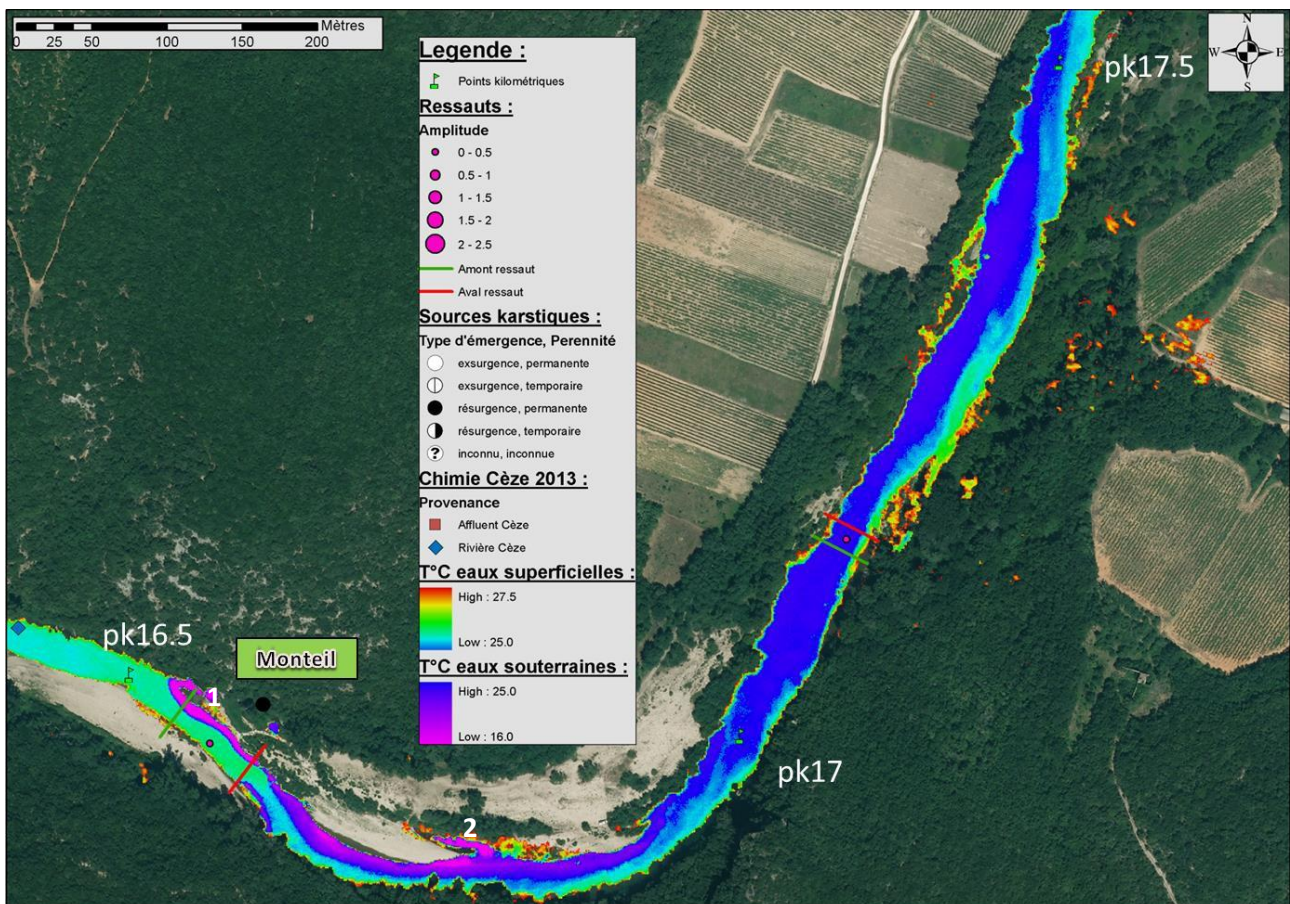 Mètres
0 25 50 100 150 200
N
W E
S
pk17.5
Legende :
Points kilométriques
Ressauts :
Amplitude
0 - 0.5
0.5 - 1
1 - 1.5
1.5 - 2
2 - 2.5
Amont ressaut
Aval ressaut
Sources karstiques :
Type d'émergence, Perennité
exsurgence, permanente
exsurgence, temporaire
résurgence, permanente
résurgence, temporaire
? inconnu, inconnue
Chimie Cèze 2013 :
Provenance
Affluent Cèze
Rivière Cèze
T°C eaux superficielles :
High : 27.5
Low : 25.0
T°C eaux souterraines :
High : 25.0
Low : 16.0
pk16.5
Monteil
1
2
pk17